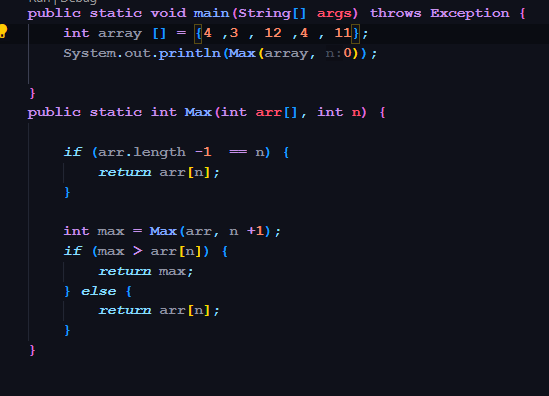 Run | Debug
public static void main(String[] args) throws Exception {
int array [] = {4 ,3 , 12 ,4 , 11};
System.out.println(Max(array, n:0));
}
public static int Max(int arr[], int n) {
if (arr.length -1 == n) {
return arr[n];
}
int max = Max(arr, n +1);
if (max > arr[n]) {
return max;
} else {
return arr[n];
}
}